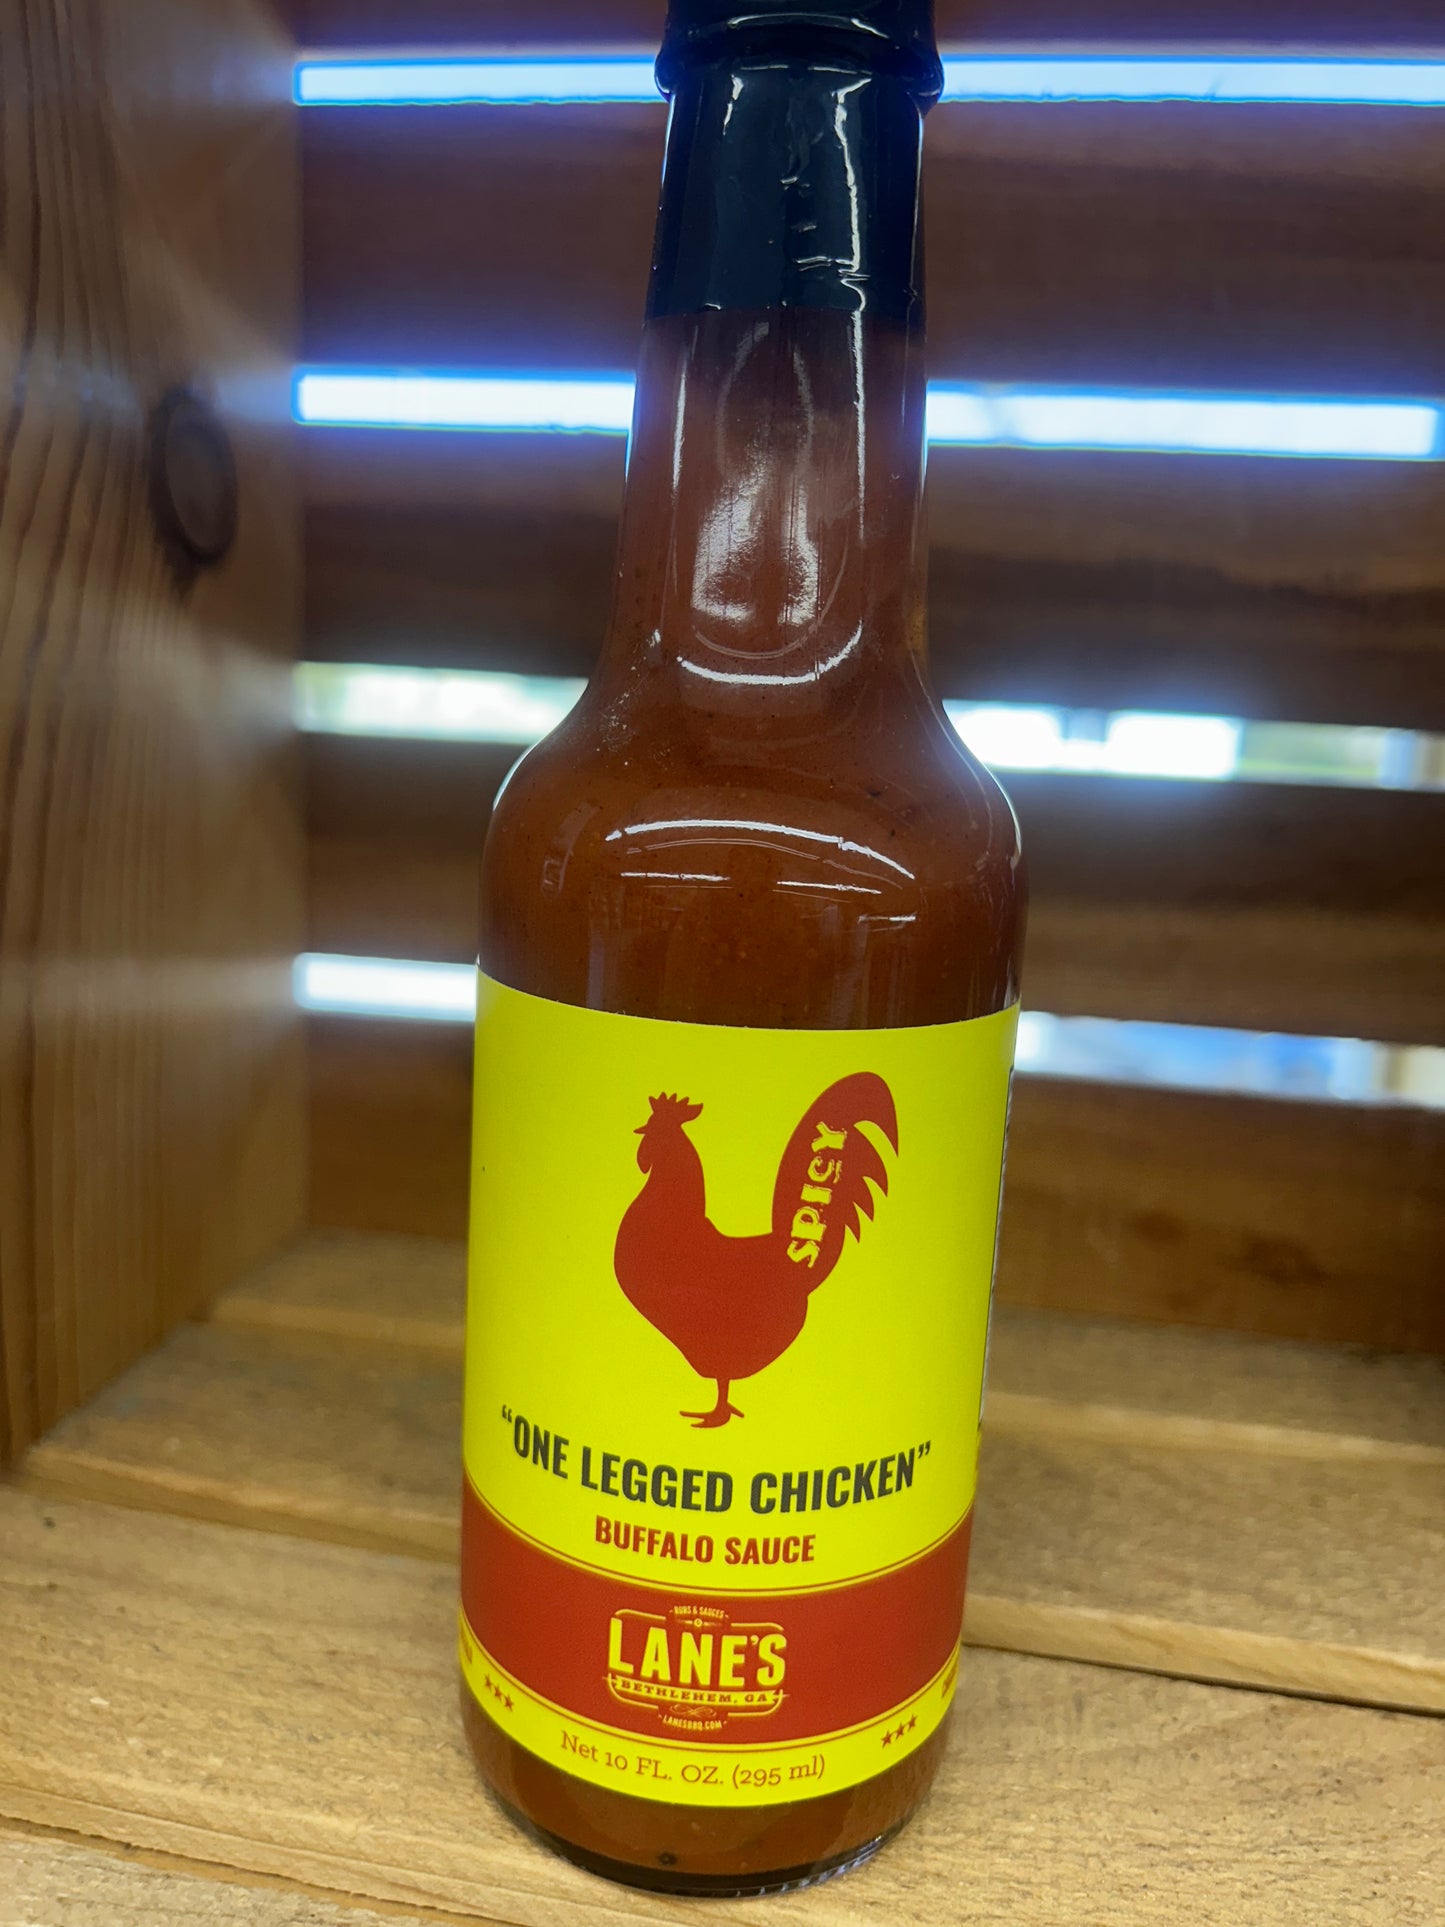 SPICY
“ONE LEGGED CHICKEN”
BUFFALO SAUCE
RUBS & SAUCES
LANE'S
BETHLEHEM, GA
LANESBBQ.COM
Net 10 FL. OZ. (295 ml)